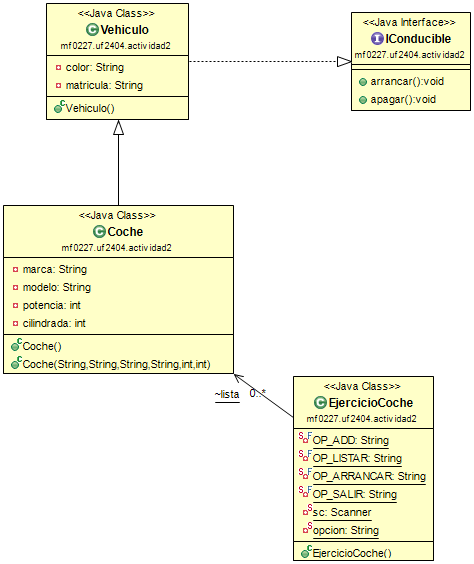 <<Java Class>>
Vehiculo
mf0227.uf2404.actividad2
color: String
matricula: String
Vehiculo()
<<Java Interface>>
IConducible
mf0227.uf2404.actividad2
arrancar():void
apagar():void
<<Java Class>>
Coche
mf0227.uf2404.actividad2
marca: String
modelo: String
potencia: int
cilindrada: int
Coche()
Coche(String,String,String,String,int,int)
~lista 0..*
<<Java Class>>
EjercicioCoche
mf0227.uf2404.actividad2
OP_ADD: String
OP_LISTAR: String
OP_ARRANCAR: String
OP_SALIR: String
sc: Scanner
opcion: String
EjercicioCoche()